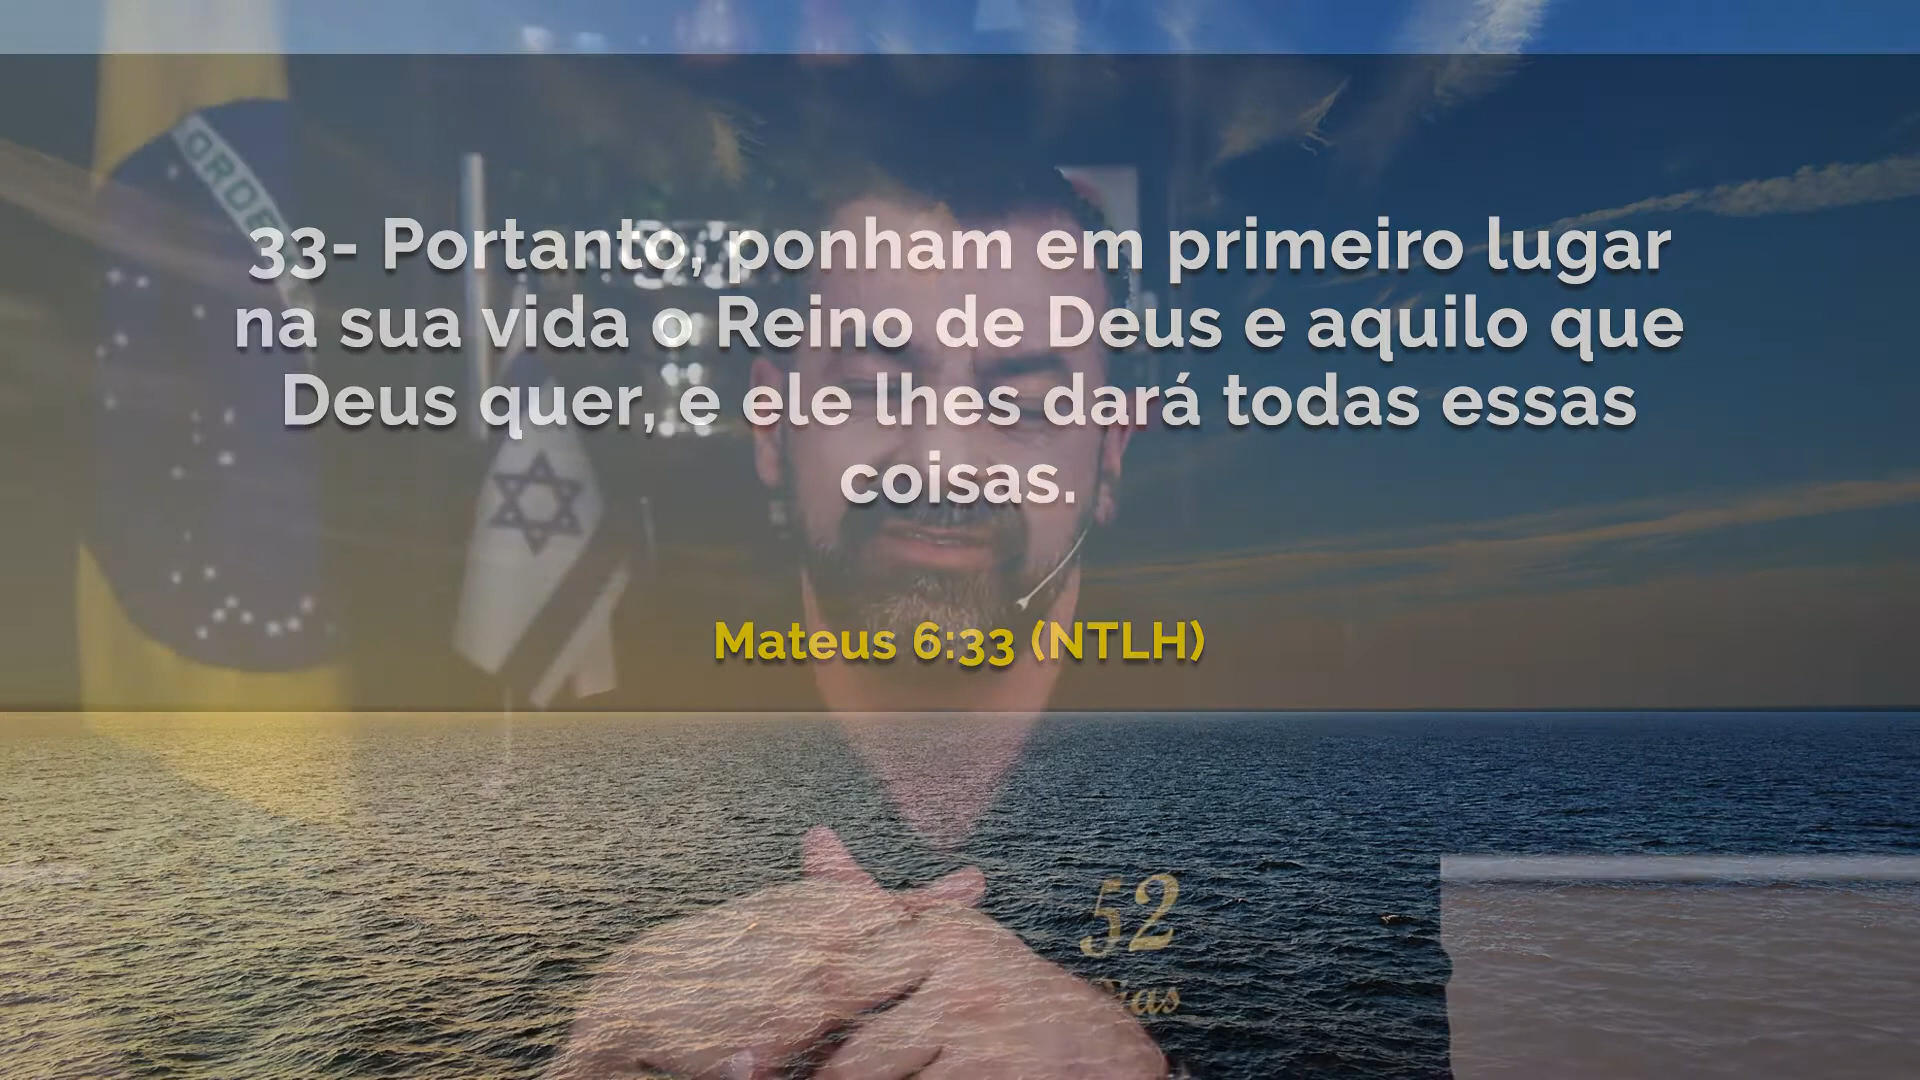 ORDE
33- Portanto, ponham em primeiro lugar
na sua vida o Reino de Deus e aquilo que
Deus quer, e ele lhes dará todas essas
coisas.
Mateus 6:33 (NTLH)
52